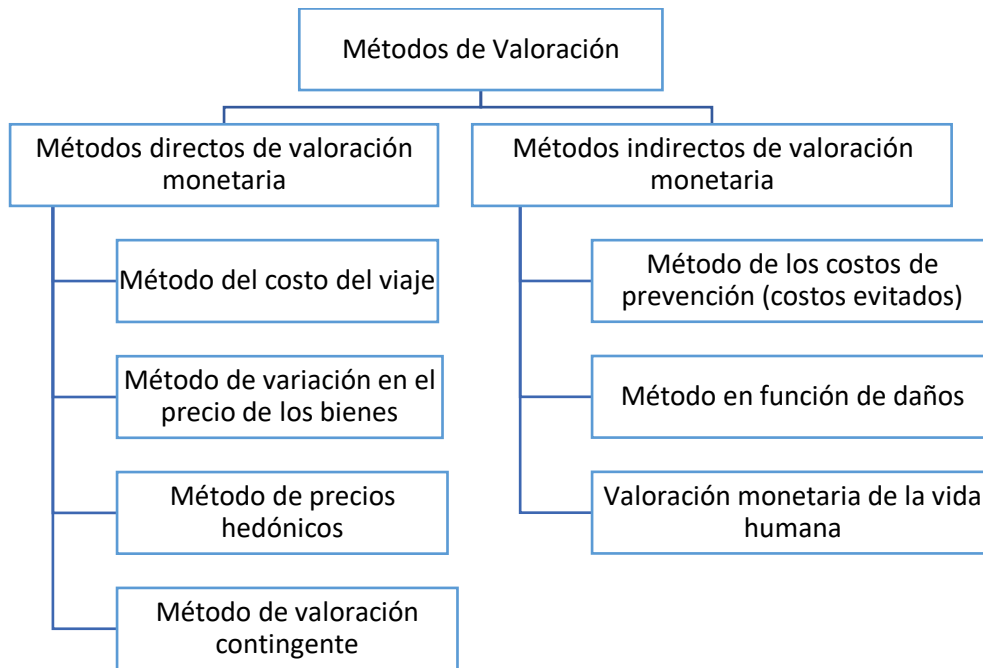 Métodos de Valoración
Métodos directos de valoración
monetaria
Método del costo del viaje
Método de variación en el
precio de los bienes
Método de precios
hedónicos
Método de valoración
contingente
Métodos indirectos de valoración
monetaria
Método de los costos de
prevención (costos evitados)
Método en función de daños
Valoración monetaria de la vida
humana